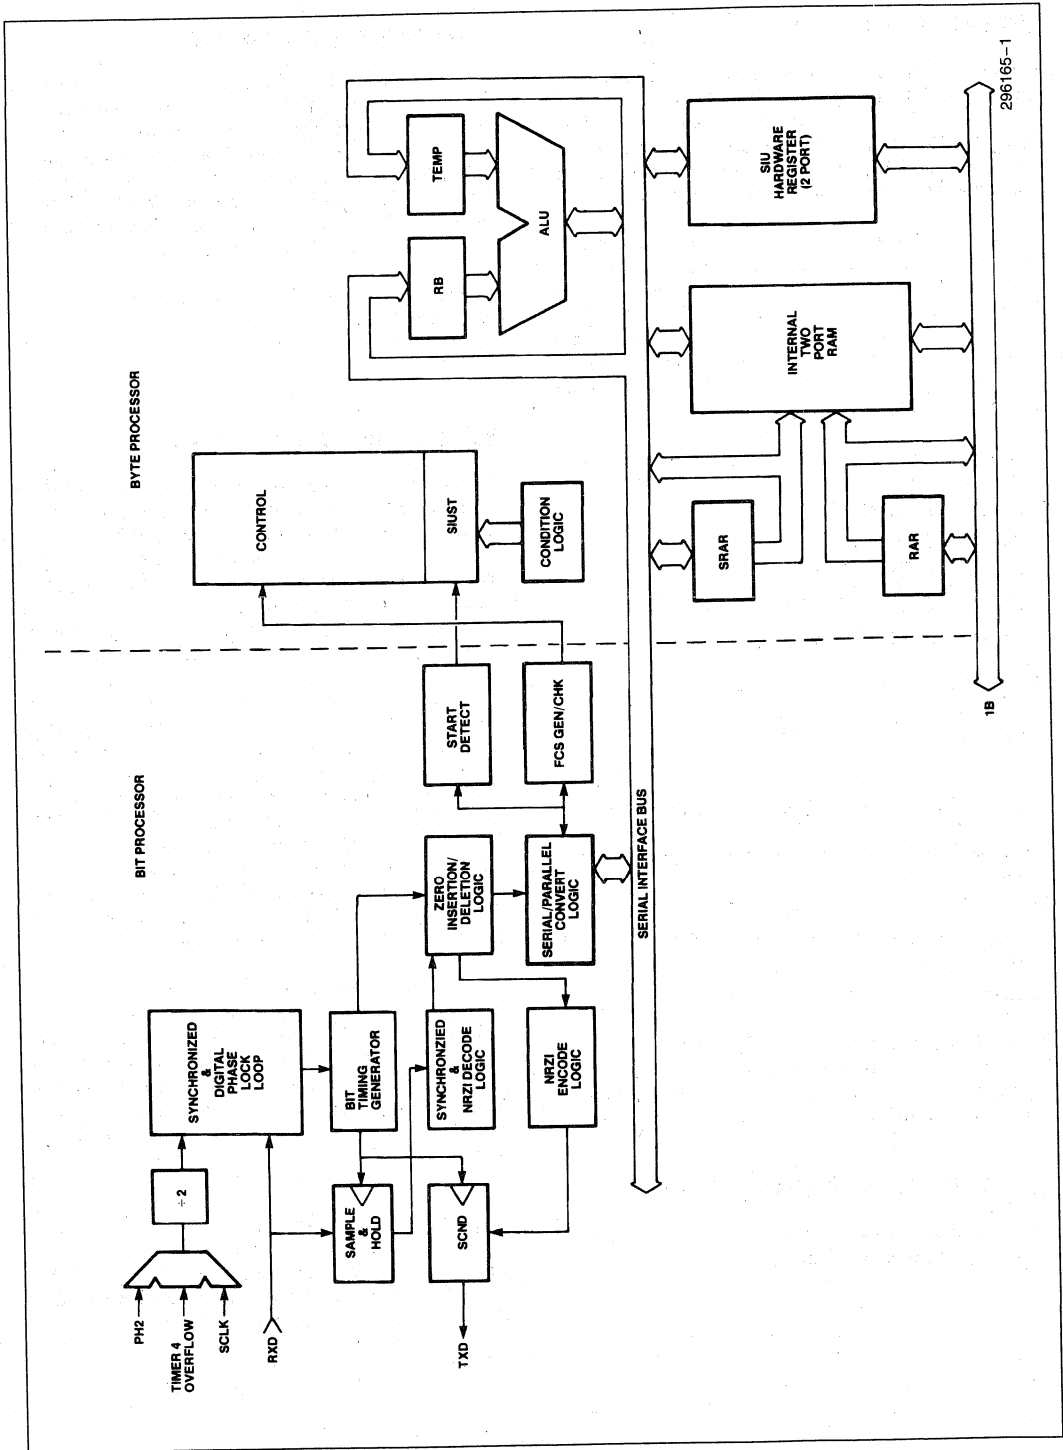 BIT PROCESSOR
BYTE PROCESSOR
PH2
TIMER 4
OVERFLOW
SCLK
÷2
RXD
SYNCHRONIZED
&
DIGITAL
PHASE
LOCK
LOOP
BIT
TIMING
GENERATOR
SAMPLE
&
HOLD
SCND
TXD
SYNCHRONZIED
&
NRZI DECODE
LOGIC
NRZI
ENCODE
LOGIC
ZERO
INSERTION/
DELETION
LOGIC
SERIAL/PARALLEL
CONVERT
LOGIC
START
DETECT
FCS GEN/CHK
CONTROL
SIUST
CONDITION
LOGIC
RB
TEMP
ALU
SERIAL INTERFACE BUS
SRAR
RAR
INTERNAL
TWO
PORT
RAM
SIU
HARDWARE
REGISTER
(2 PORT)
1B
296165-1